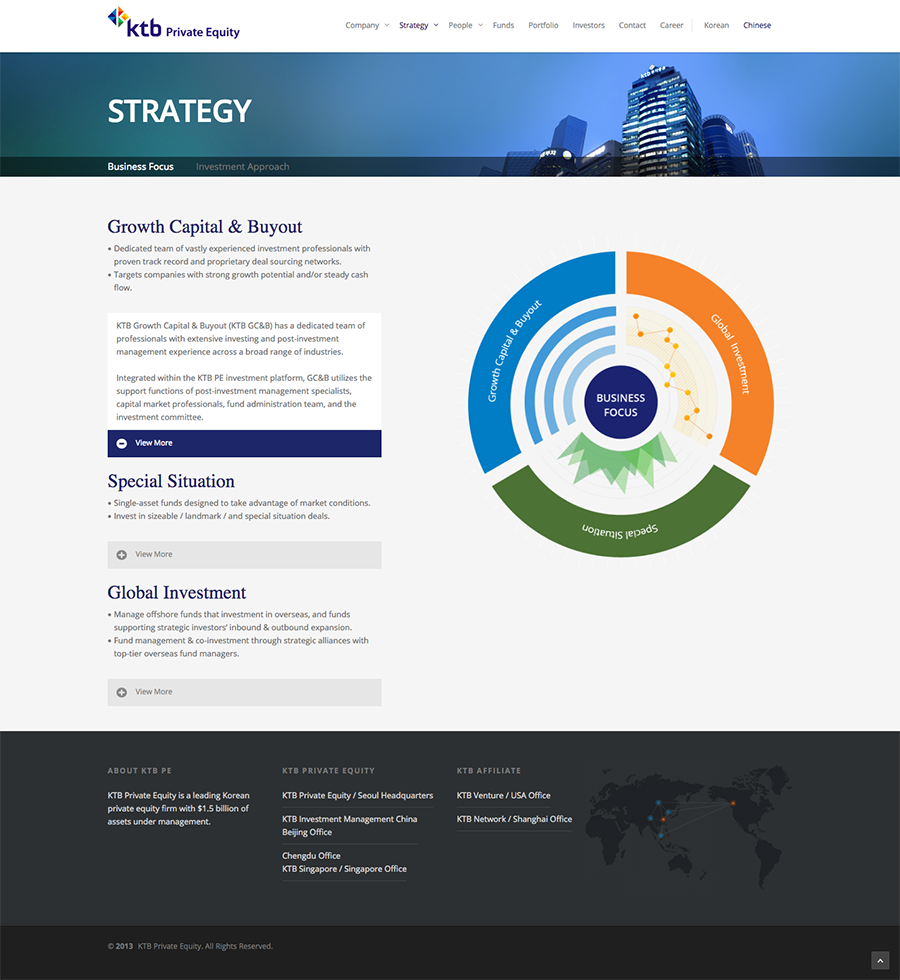 ktb Private Equity
Company Strategy People Funds Portfolio Investors Contact Career Korean Chinese
STRATEGY
Business Focus Investment Approach
Growth Capital & Buyout
• Dedicated team of vastly experienced investment professionals with
proven track record and proprietary deal sourcing networks.
• Targets companies with strong growth potential and/or steady cash
flow.
KTB Growth Capital & Buyout (KTB GC&B) has a dedicated team of
professionals with extensive investing and post-investment
management experience across a broad range of industries.
Integrated within the KTB PE investment platform, GC&B utilizes the
support functions of post-investment management specialists,
capital market professionals, fund administration team, and the
investment committee.
View More
Special Situation
• Single-asset funds designed to take advantage of market conditions.
• Invest in sizeable / landmark / and special situation deals.
View More
Global Investment
• Manage offshore funds that investment in overseas, and funds
supporting strategic investors' inbound & outbound expansion.
• Fund management & co-investment through strategic alliances with
top-tier overseas fund managers.
View More
Growth Capital & Buyout
Global Investment
BUSINESS
FOCUS
Special Situation
ABOUT KTB PE
KTB Private Equity is a leading Korean
private equity firm with $1.5 billion of
assets under management.
KTB PRIVATE EQUITY
KTB Private Equity / Seoul Headquarters
KTB Investment Management China
Beijing Office
Chengdu Office
KTB Singapore / Singapore Office
KTB AFFILIATE
KTB Venture / USA Office
KTB Network / Shanghai Office
© 2013 KTB Private Equity. All Rights Reserved.